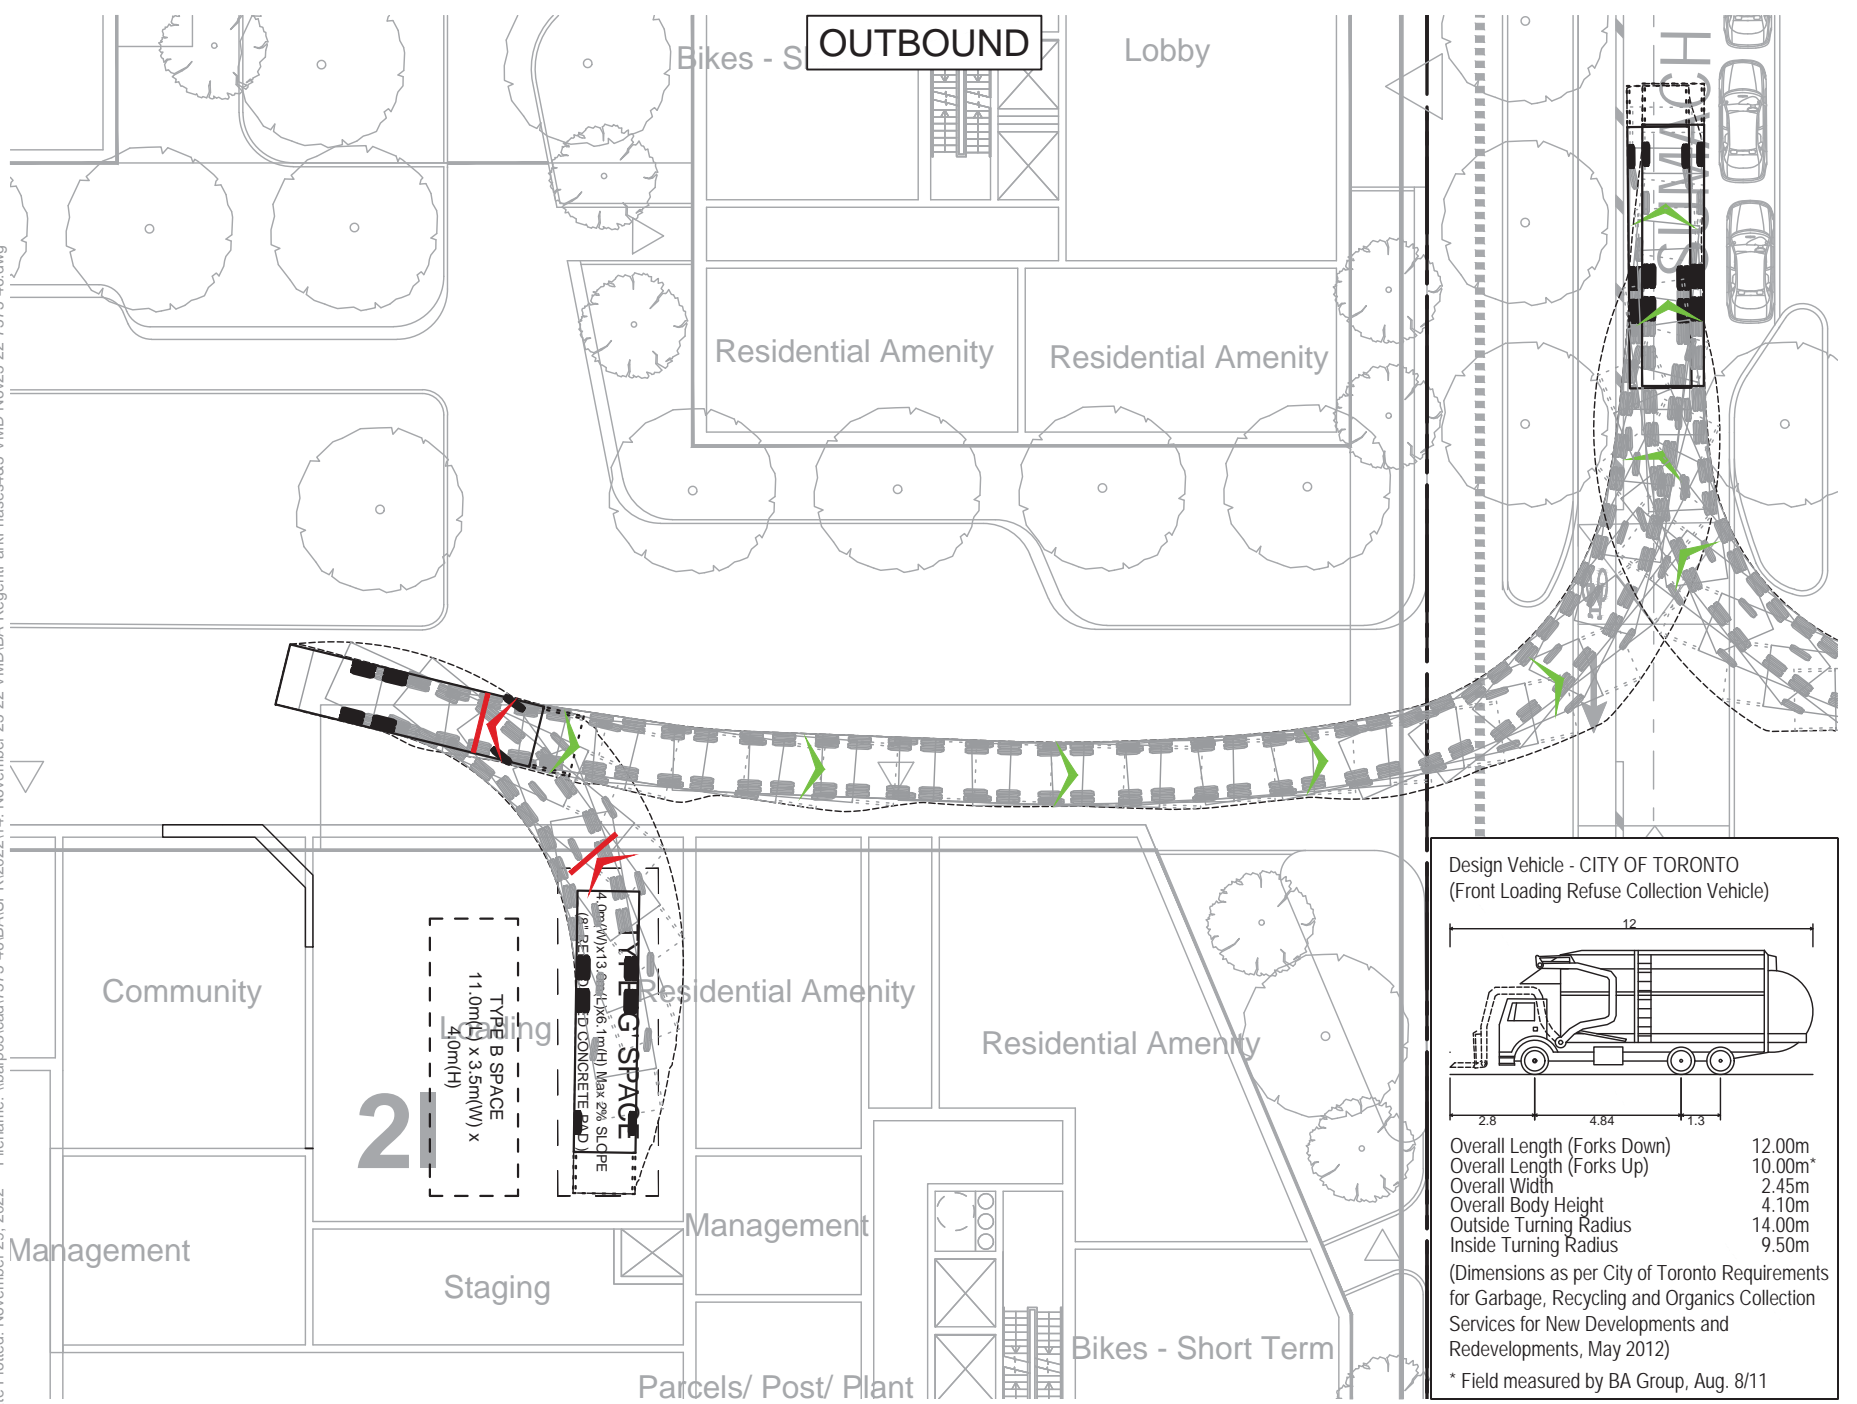 OUTBOUND
Lobby
SUMMACH
Residential Amenity
Residential Amenity
Community
Loading
TYPE B SPACE
11.0m(L) x 3.5m(W) x
4.0m(H)
2
Residential Amenity
Residential Amenity
Management
Management
Staging
Bikes - Short Term
Parcels/ Post/ Plant
Design Vehicle - CITY OF TORONTO
(Front Loading Refuse Collection Vehicle)
12
2.8 4.84 1.3
Overall Length (Forks Down) 12.00m
Overall Length (Forks Up) 10.00m*
Overall Width 2.45m
Overall Body Height 4.10m
Outside Turning Radius 14.00m
Inside Turning Radius 9.50m
(Dimensions as per City of Toronto Requirements
for Garbage, Recycling and Organics Collection
Services for New Developments and
Redevelopments, May 2012)
* Field measured by BA Group, Aug. 8/11